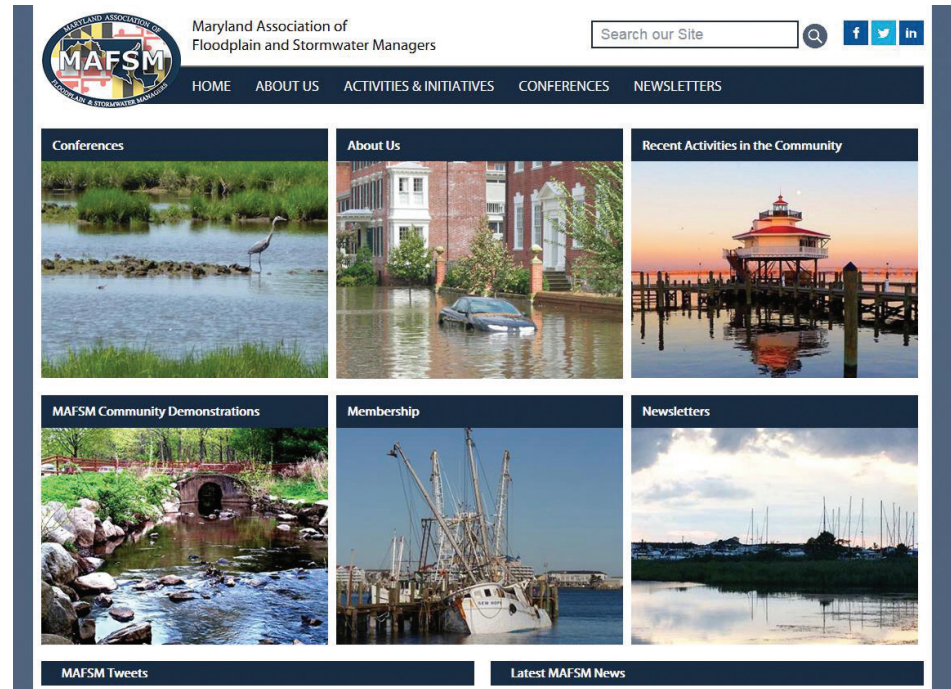 MARYLAND ASSOCIATION OF
MAFSM
FLOODPLAIN & STORMWATER MANAGERS
Maryland Association of
Floodplain and Stormwater Managers
Search our Site
f in
HOME ABOUT US ACTIVITIES & INITIATIVES CONFERENCES NEWSLETTERS
Conferences About Us Recent Activities in the Community
MAFSM Community Demonstrations Membership Newsletters
NEW HOPE
MAFSM Tweets Latest MAFSM News